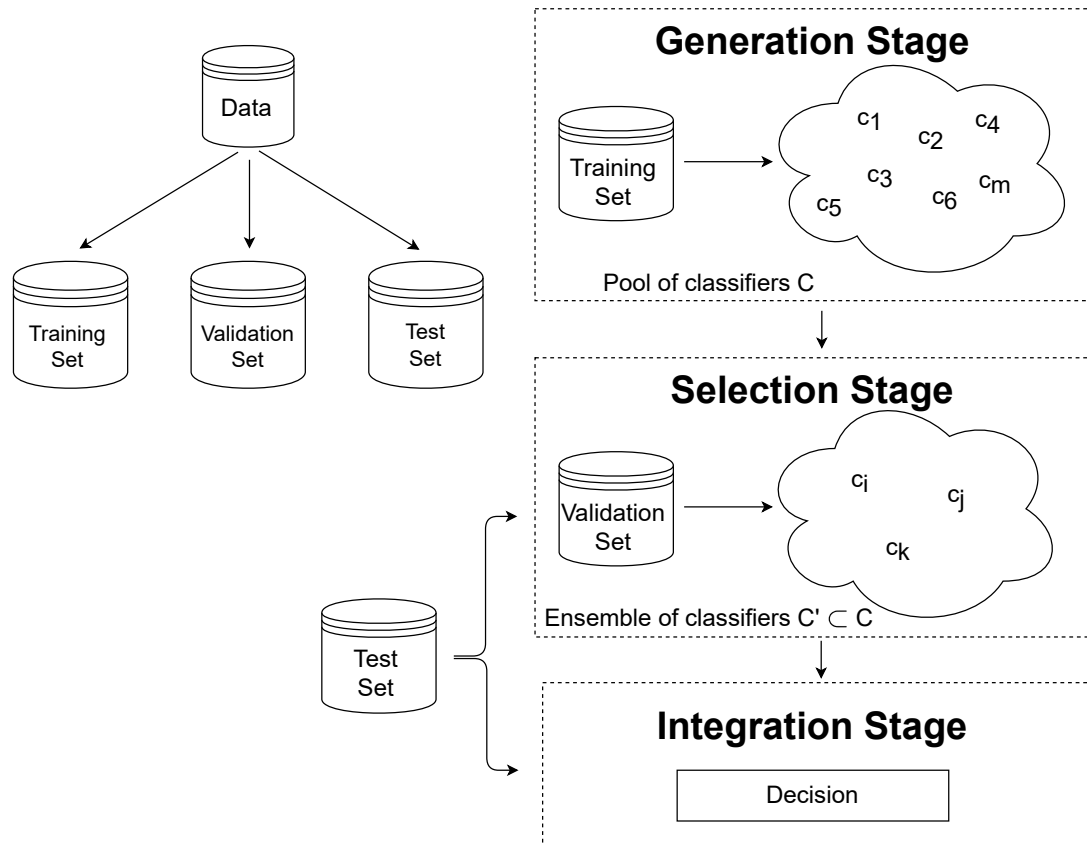 Data
Training
Set
Validation
Set
Test
Set
Generation Stage
Training
Set
c1
c2
c4
c3
c5
c6
cm
Pool of classifiers C
Selection Stage
Validation
Set
ci
cj
ck
Ensemble of classifiers C' ⊂ C
Test
Set
Integration Stage
Decision